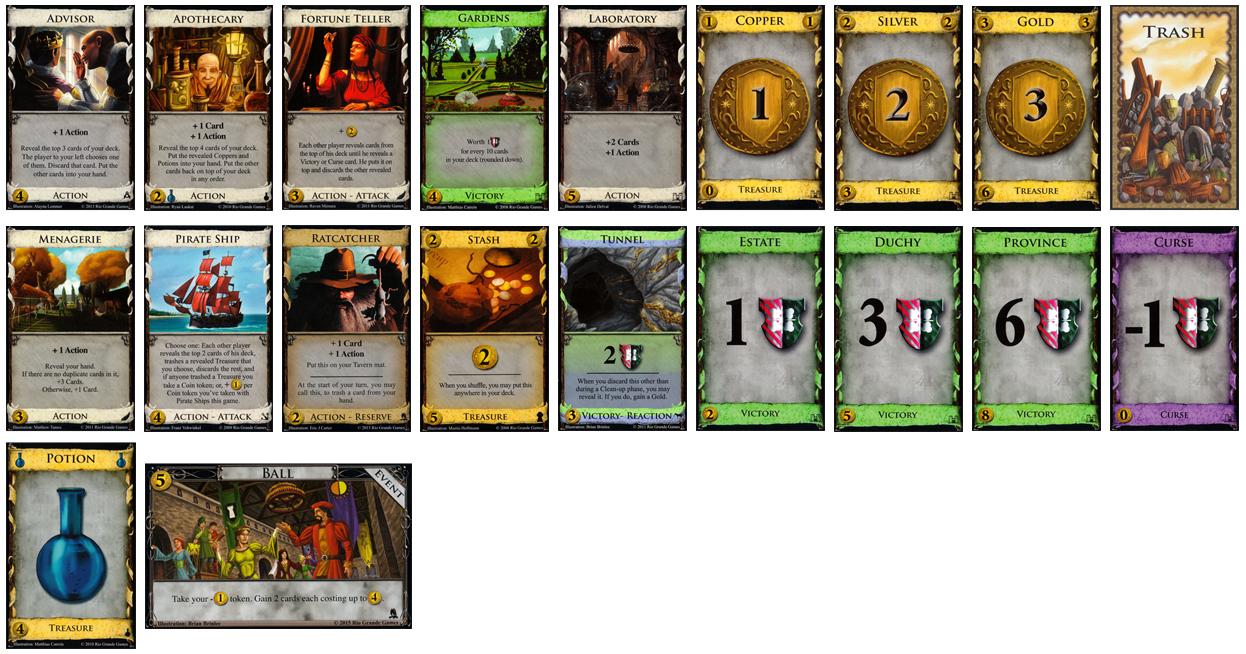 ADVISOR
+1 Action
Reveal the top 3 cards of your deck.
The player to your left chooses one
of them. Discard that card. Put the
other cards into your hand.
4 ACTION
APOTHECARY
+ 1 Card
+ 1 Action
Reveal the top 4 cards of your deck.
Put the revealed Coppers and
Potions into your hand. Put the other
cards back on top of your deck
in any order.
2 ACTION
FORTUNE TELLER
+ 2
Each other player reveals cards from
the top of his deck until he reveals a
Victory or Curse card. He puts it on
top and discards the other revealed
cards.
3 ACTION - ATTACK
GARDENS
Worth 1
for every 10 cards
in your deck (rounded down).
4 VICTORY
LABORATORY
+2 Cards
+1 Action
5 ACTION
1 COPPER 1
1
0 TREASURE
2 SILVER 2
2
3 TREASURE
3 GOLD 3
3
6 TREASURE
TRASH
MENAGERIE
+1 Action
Reveal your hand.
If there are no duplicate cards in it,
+3 Cards.
Otherwise, +1 Card.
3 ACTION
PIRATE SHIP
Choose one: Each other player
reveals the top 2 cards of his deck,
trashes a revealed Treasure that
you choose, discards the rest, and
if anyone trashed a Treasure you
take a Coin token; or, + 1 per
Coin token you've taken with
Pirate Ships this game.
4 ACTION - ATTACK
RATCATCHER
+1 Card
+1 Action
Put this on your Tavern mat.
At the start of your turn, you may
call this, to trash a card from your
hand.
2 ACTION - RESERVE
2 STASH 2
2
When you shuffle, you may put this
anywhere in your deck.
5 TREASURE
TUNNEL
2
When you discard this other than
during a Clean-up phase, you may
reveal it. If you do, gain a Gold.
3 VICTORY- REACTION
ESTATE
1
2 VICTORY
DUCHY
3
5 VICTORY
PROVINCE
6
8 VICTORY
CURSE
-1
0 CURSE
POTION
4 TREASURE
5 BALL EVENT
Take your -1 token. Gain 2 cards each costing up to 4.
Illustration: Brian Brinlee © 2015 Rio Grande Games